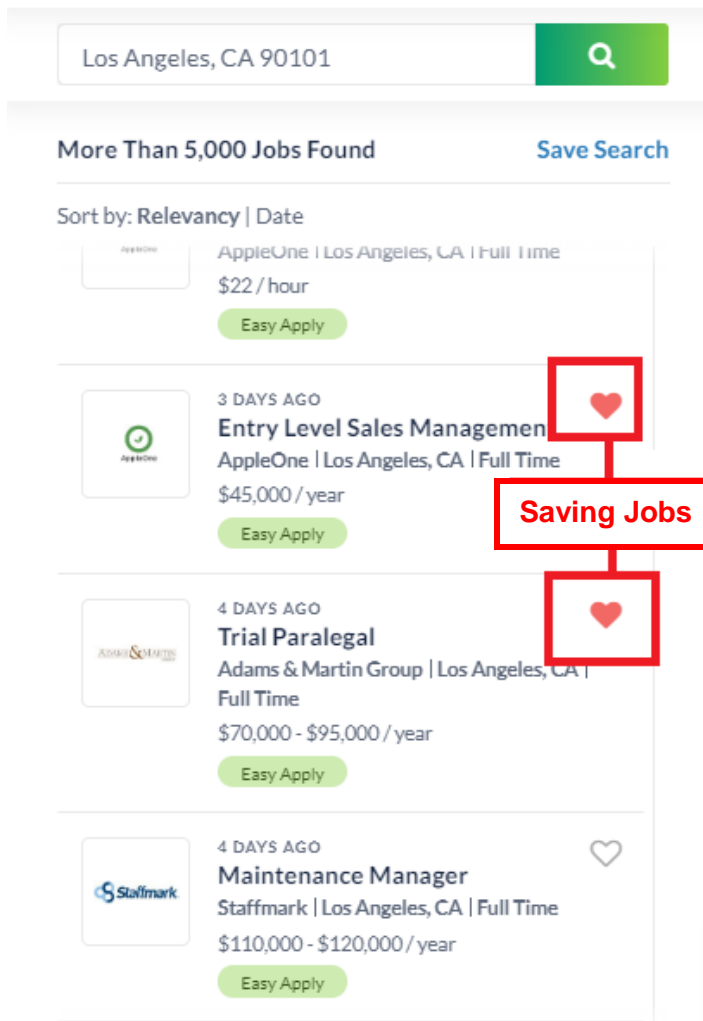 Los Angeles, CA 90101
More Than 5,000 Jobs Found
Save Search
Sort by: Relevancy | Date
AppleOne
AppleOne | Los Angeles, CA | Full Time
$22 / hour
Easy Apply
3 DAYS AGO
Entry Level Sales Managemen
AppleOne
AppleOne | Los Angeles, CA | Full Time
$45,000 / year
Saving Jobs
Easy Apply
4 DAYS AGO
Trial Paralegal
ADAMS & MARTIN
Adams & Martin Group | Los Angeles, CA |
Full Time
$70,000 - $95,000 / year
Easy Apply
4 DAYS AGO
Maintenance Manager
Staffmark
Staffmark | Los Angeles, CA | Full Time
$110,000 - $120,000 / year
Easy Apply